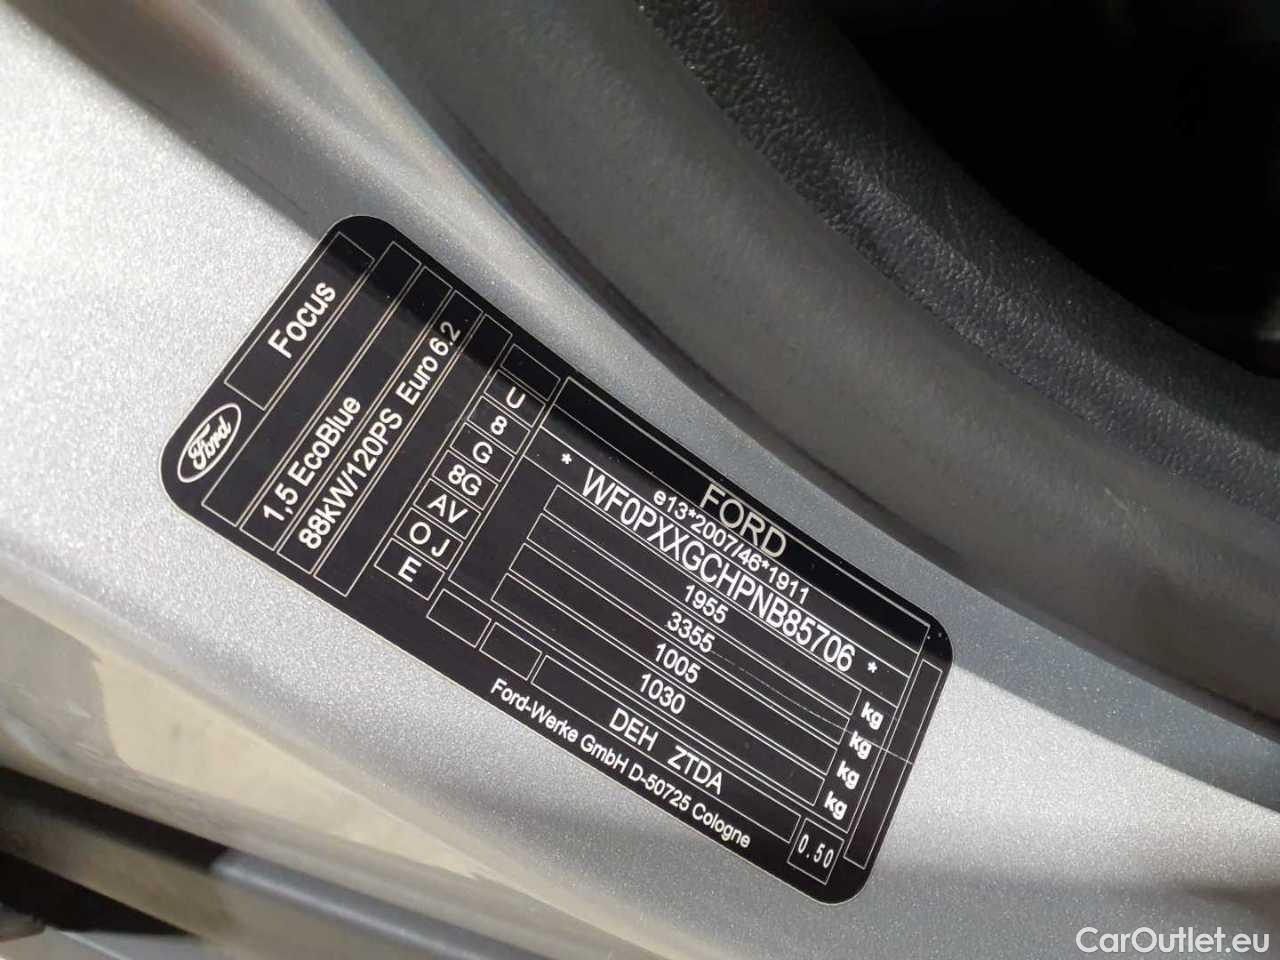 Ford
Focus
1,5 EcoBlue
88KW/120PS Euro 6.2
U
8
G
8G
AV
O J
E
FORD
e13*2007/46*1911
* WF0PXXGCHPNB85706 *
1955 kg
3355 kg
1005 kg
1030 kg
DEH ZTDA
0.50
Ford-Werke GmbH D-50725 Cologne
CarOutlet.eu